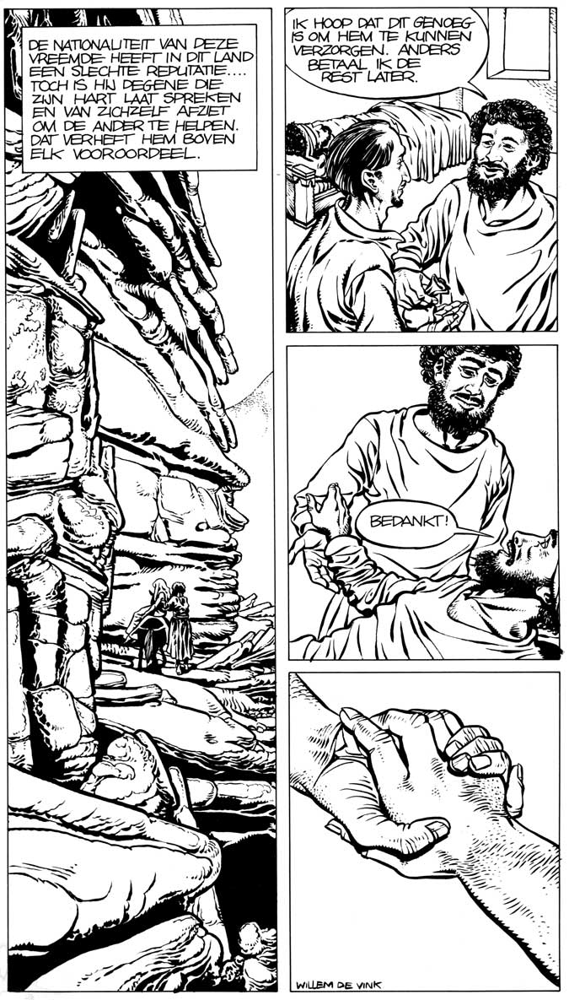 DE NATIONALITEIT VAN DEZE
VREEMDE HEEFT IN DIT LAND
EEN SLECHTE REPUTATIE....
TOCH IS HIJ DEGENE DIE
ZIJN HART LAAT SPREKEN
EN VAN ZICHZELF AFZIET
OM DE ANDER TE HELPEN.
DAT VERHEFT HEM BOVEN
ELK VOOROORDEEL.
IK HOOP DAT DIT GENOEG
IS OM HEM TE KUNNEN
VERZORGEN. ANDERS
BETAAL IK DE
REST LATER.
BEDANKT!
WILLEM DE VINK